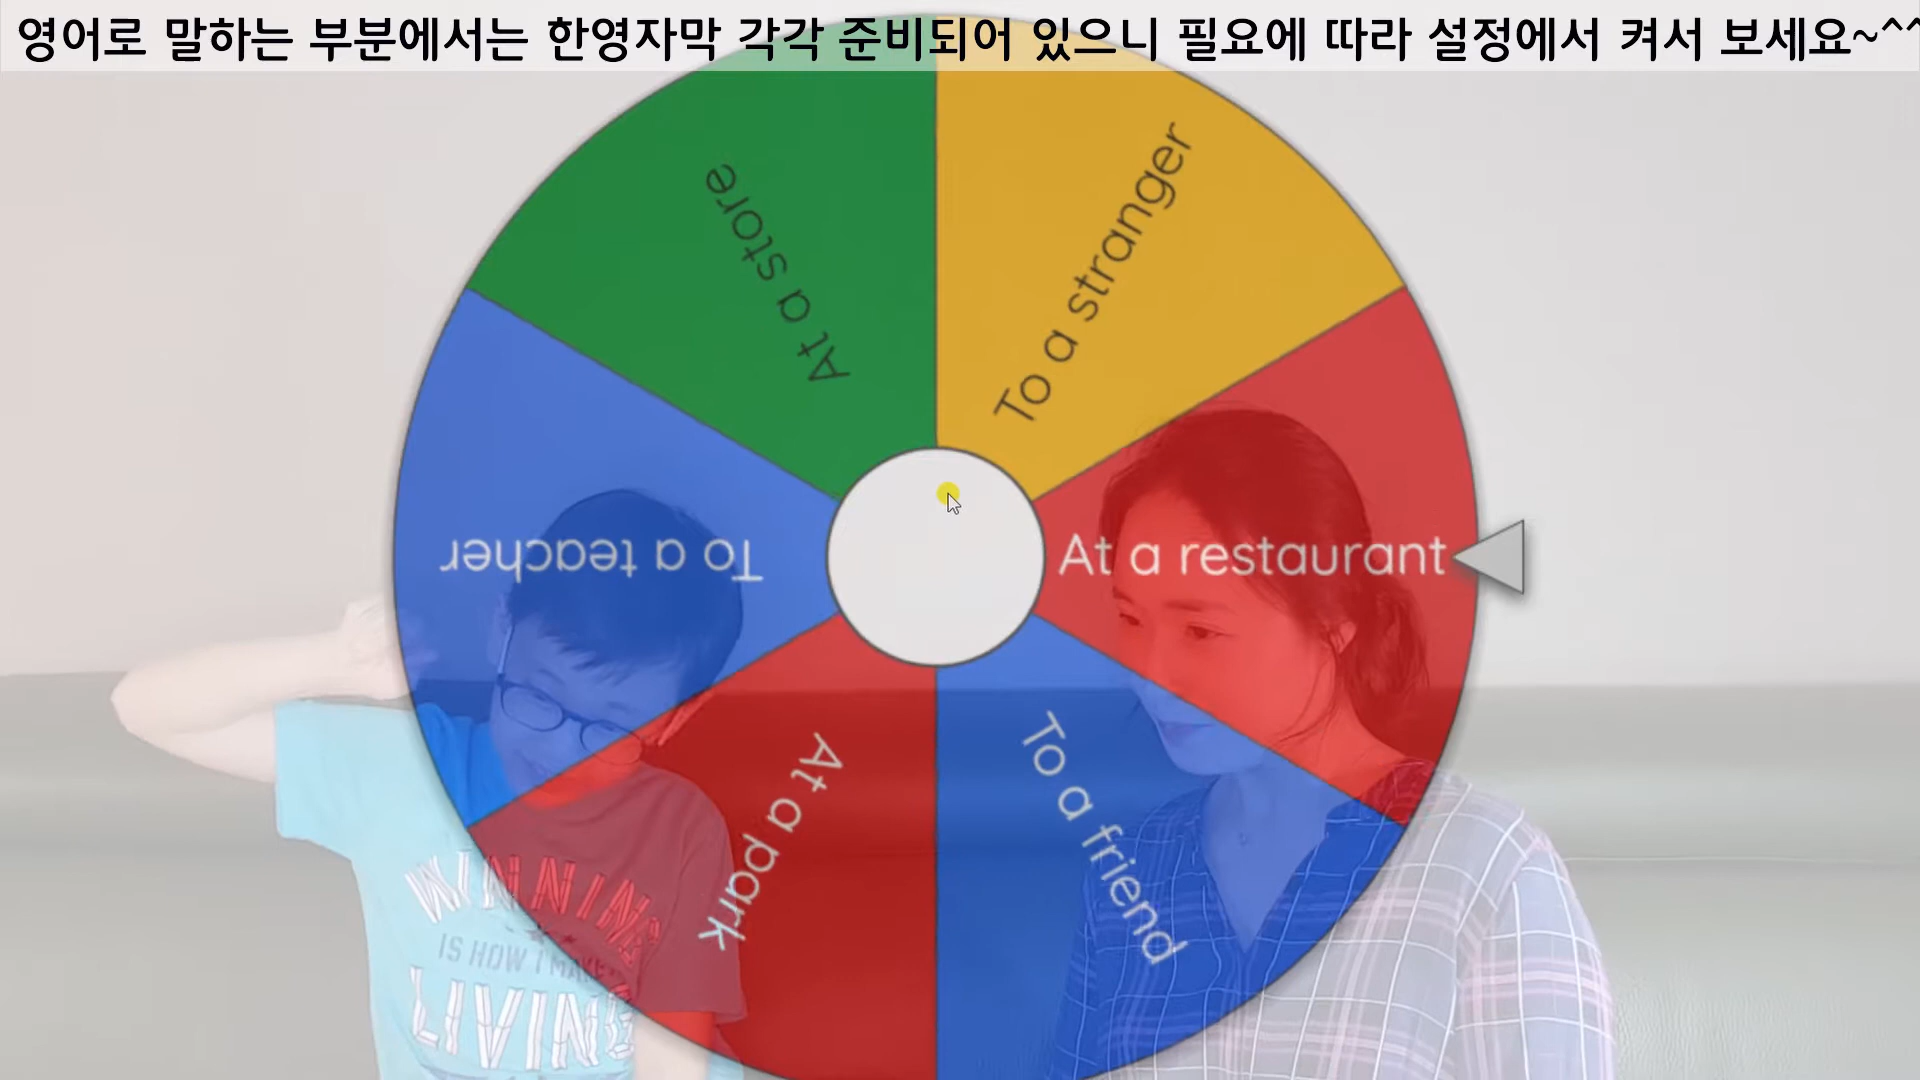 영어로 말하는 부분에서는 한영자막 각각 준비되어 있으니 필요에 따라 설정에서 켜서 보세요~^^
At a store
To a stranger
To a teacher
At a restaurant
At a park
To a friend
WINNING
IS HOW I MAKE
LIVING